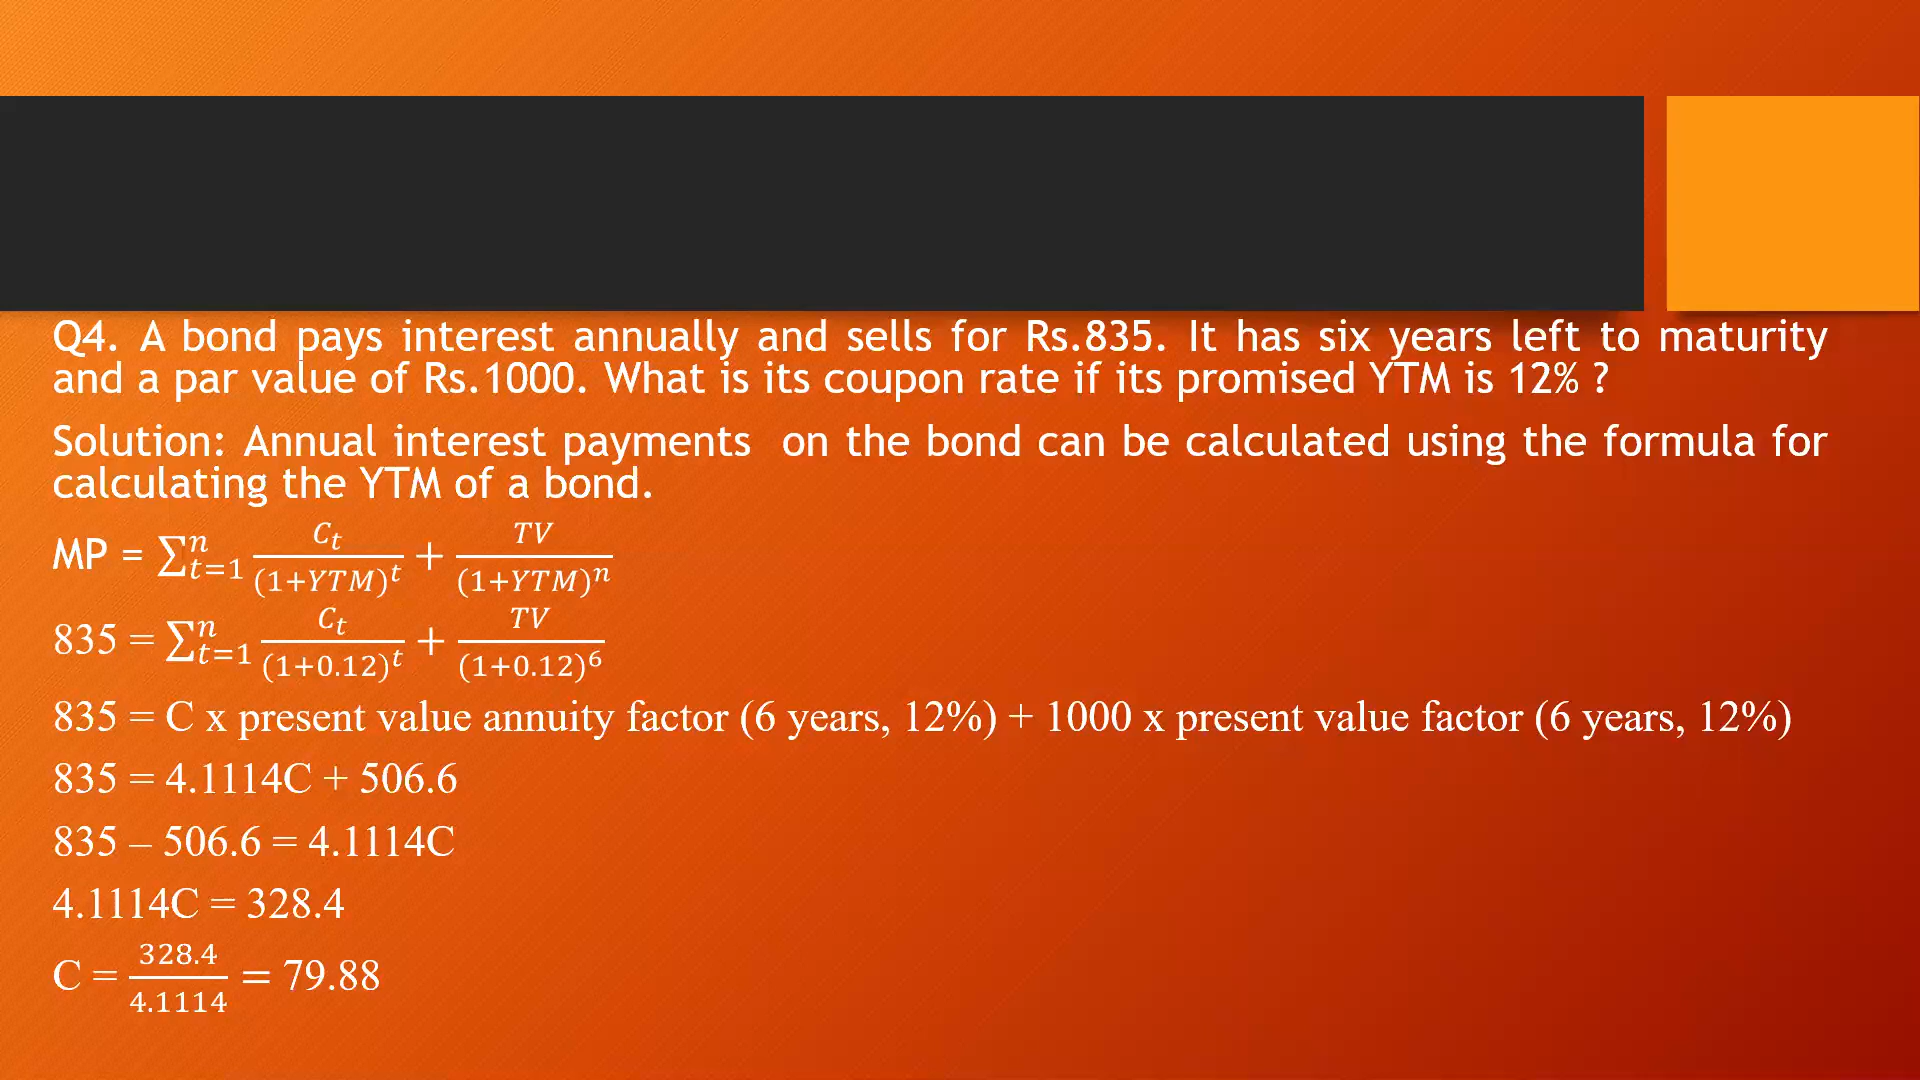 Q4. A bond pays interest annually and sells for Rs.835. It has six years left to maturity
and a par value of Rs.1000. What is its coupon rate if its promised YTM is 12% ?
Solution: Annual interest payments on the bond can be calculated using the formula for
calculating the YTM of a bond.
MP = ∑ⁿₜ₌₁ Cₜ/(1+YTM)ᵗ + TV/(1+YTM)ⁿ
835 = ∑ⁿₜ₌₁ Cₜ/(1+0.12)ᵗ + TV/(1+0.12)⁶
835 = C x present value annuity factor (6 years, 12%) + 1000 x present value factor (6 years, 12%)
835 = 4.1114C + 506.6
835 – 506.6 = 4.1114C
4.1114C = 328.4
C = 328.4/4.1114 = 79.88